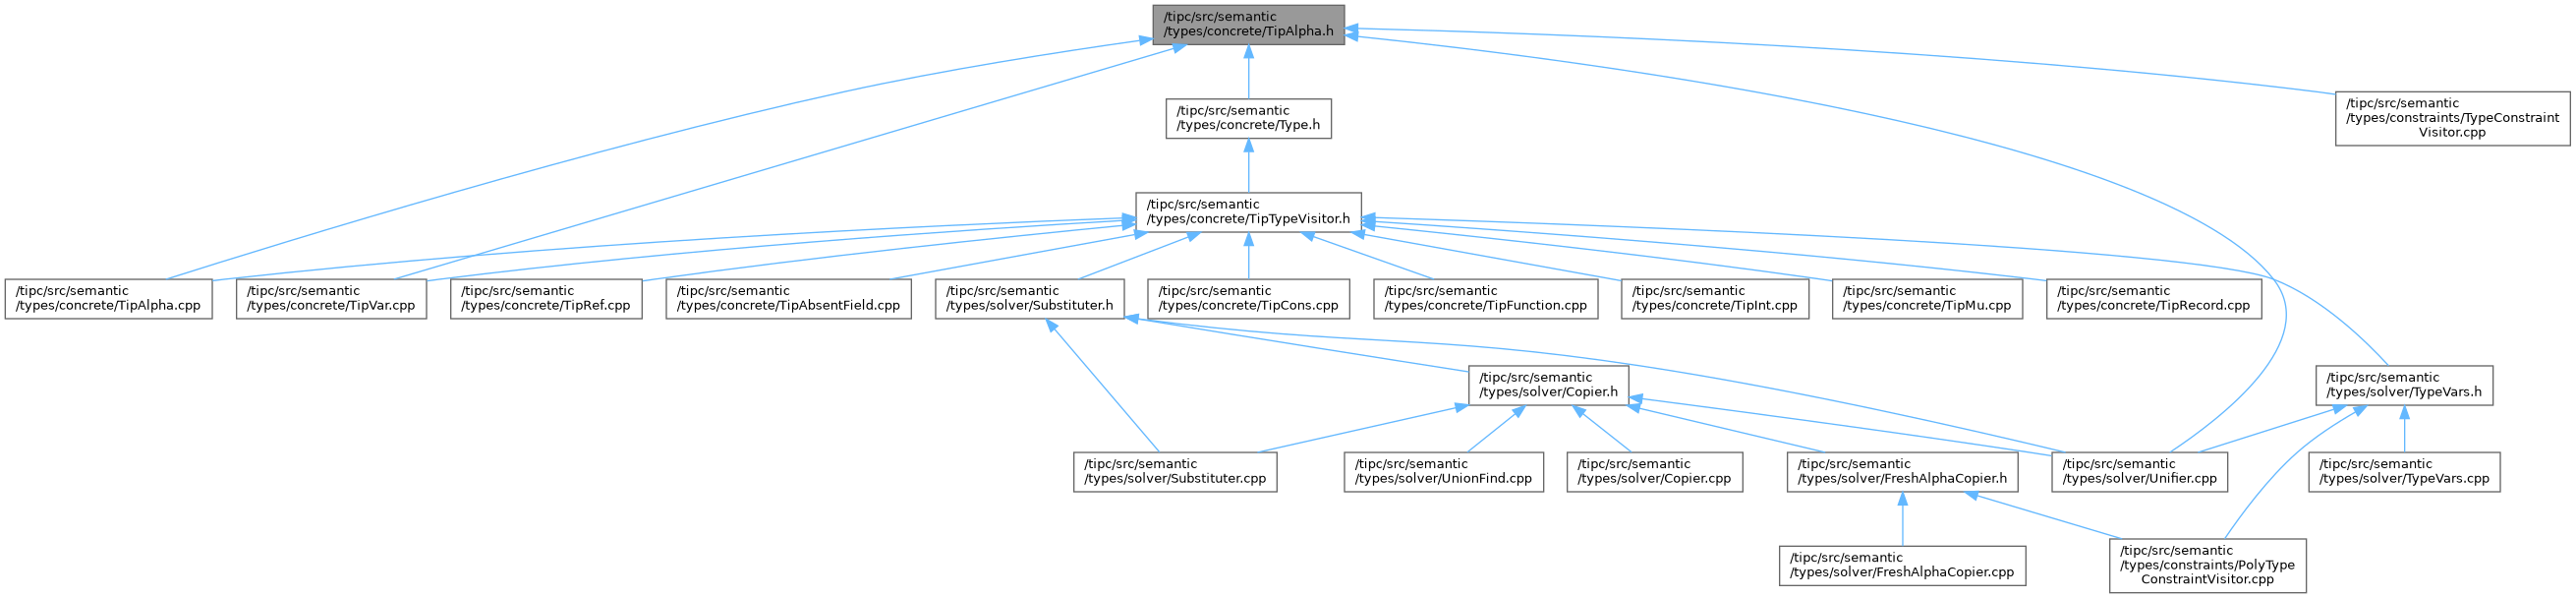 /tipc/src/semantic
/types/concrete/TipAlpha.h
/tipc/src/semantic
/types/concrete/Type.h
/tipc/src/semantic
/types/constraints/TypeConstraint
Visitor.cpp
/tipc/src/semantic
/types/concrete/TipTypeVisitor.h
/tipc/src/semantic
/types/concrete/TipAlpha.cpp
/tipc/src/semantic
/types/concrete/TipVar.cpp
/tipc/src/semantic
/types/concrete/TipRef.cpp
/tipc/src/semantic
/types/concrete/TipAbsentField.cpp
/tipc/src/semantic
/types/solver/Substituter.h
/tipc/src/semantic
/types/concrete/TipCons.cpp
/tipc/src/semantic
/types/concrete/TipFunction.cpp
/tipc/src/semantic
/types/concrete/TipInt.cpp
/tipc/src/semantic
/types/concrete/TipMu.cpp
/tipc/src/semantic
/types/concrete/TipRecord.cpp
/tipc/src/semantic
/types/solver/Copier.h
/tipc/src/semantic
/types/solver/TypeVars.h
/tipc/src/semantic
/types/solver/Substituter.cpp
/tipc/src/semantic
/types/solver/UnionFind.cpp
/tipc/src/semantic
/types/solver/Copier.cpp
/tipc/src/semantic
/types/solver/FreshAlphaCopier.h
/tipc/src/semantic
/types/solver/Unifier.cpp
/tipc/src/semantic
/types/solver/TypeVars.cpp
/tipc/src/semantic
/types/solver/FreshAlphaCopier.cpp
/tipc/src/semantic
/types/constraints/PolyType
ConstraintVisitor.cpp